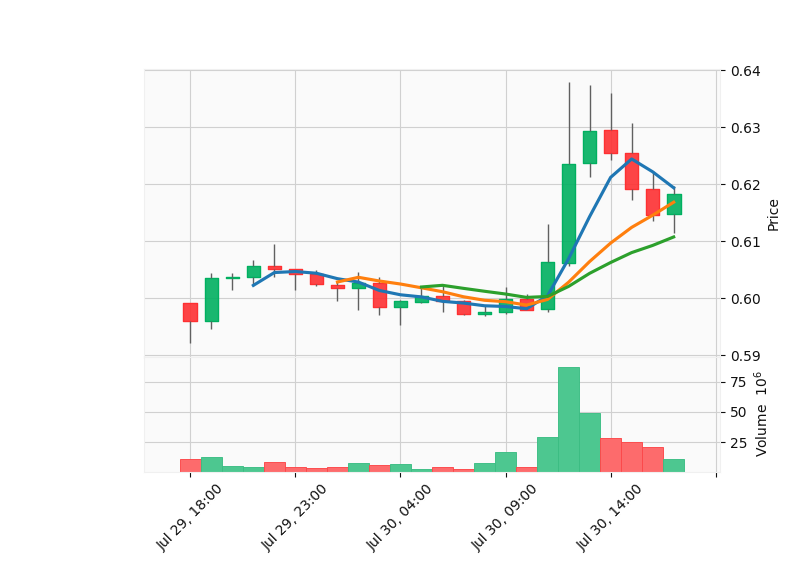 0.64
0.63
0.62
0.61
0.60
0.59
Price
75
50
25
Volume 10^6
Jul 29, 18:00
Jul 29, 23:00
Jul 30, 04:00
Jul 30, 09:00
Jul 30, 14:00